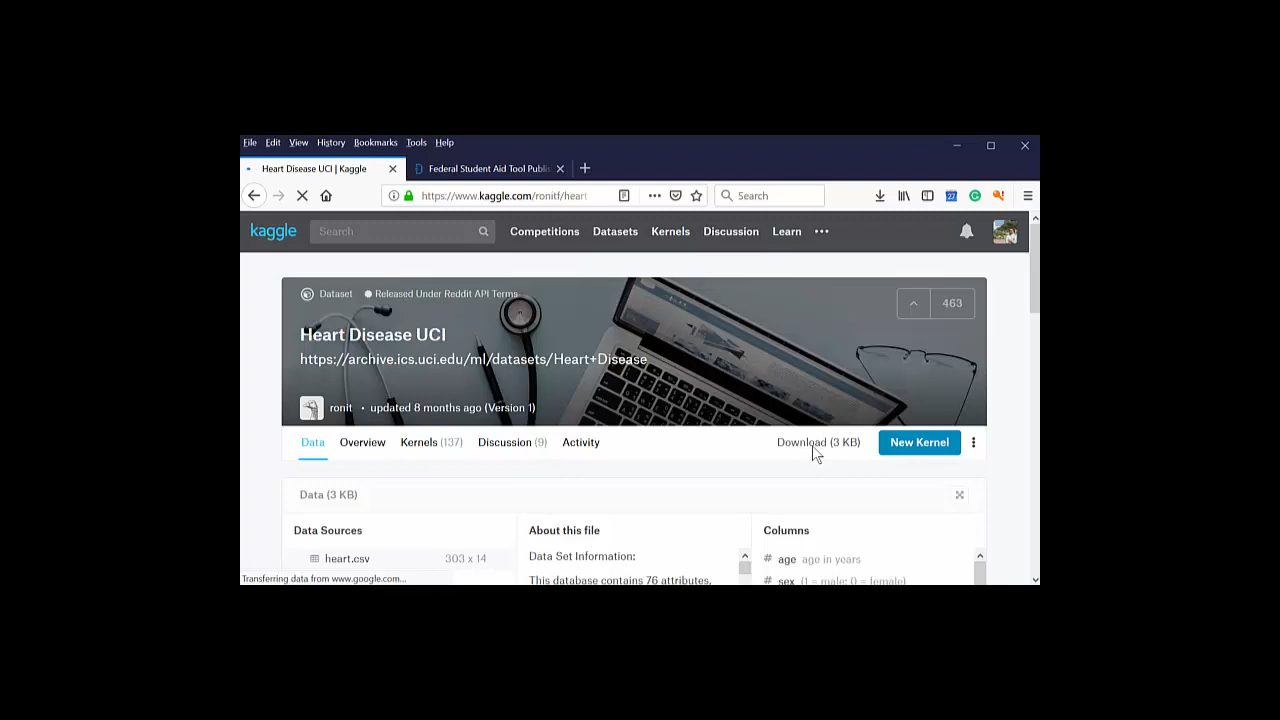 File Edit View History Bookmarks Tools Help
Heart Disease UCI | Kaggle Federal Student Aid Tool Publis
https://www.kaggle.com/ronitf/heart Search 27
kaggle Search Competitions Datasets Kernels Discussion Learn
Dataset Released Under Reddit API Terms
463
Heart Disease UCI
https://archive.ics.uci.edu/ml/datasets/Heart+Disease
ronit • updated 8 months ago (Version 1)
Data Overview Kernels (137) Discussion (9) Activity Download (3 KB) New Kernel
Data (3 KB)
Data Sources About this file Columns
heart.csv 303 x 14 Data Set Information: # age age in years
This database contains 76 attributes, # sex (1 = male; 0 = female)
Transferring data from www.google.com...